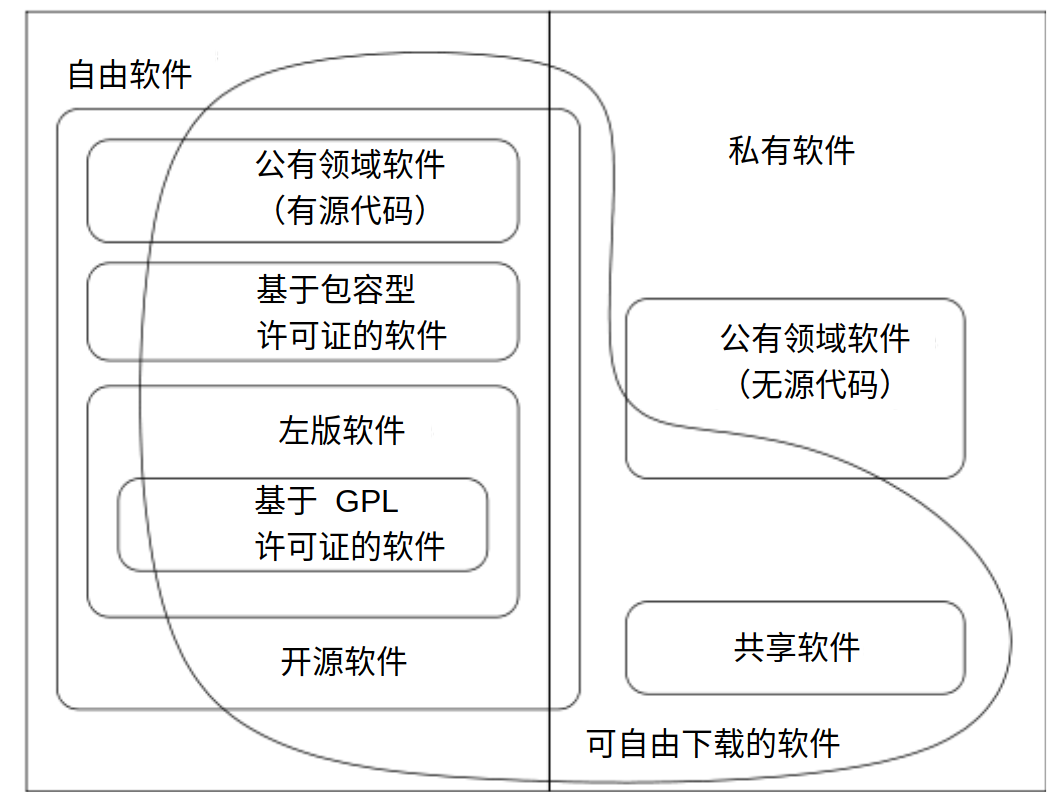 自由软件
公有领域软件
（有源代码）
基于包容型
许可证的软件
左版软件
基于 GPL
许可证的软件
开源软件
私有软件
公有领域软件
（无源代码）
共享软件
可自由下载的软件